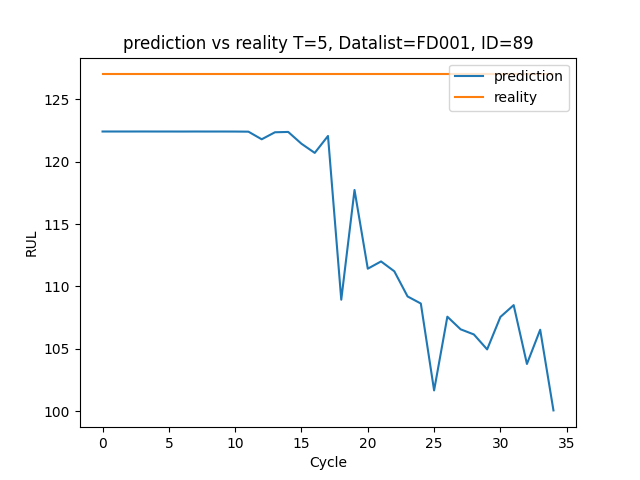 prediction vs reality T=5, Datalist=FD001, ID=89
prediction
reality
125
120
115
110
105
100
RUL
0 5 10 15 20 25 30 35
Cycle